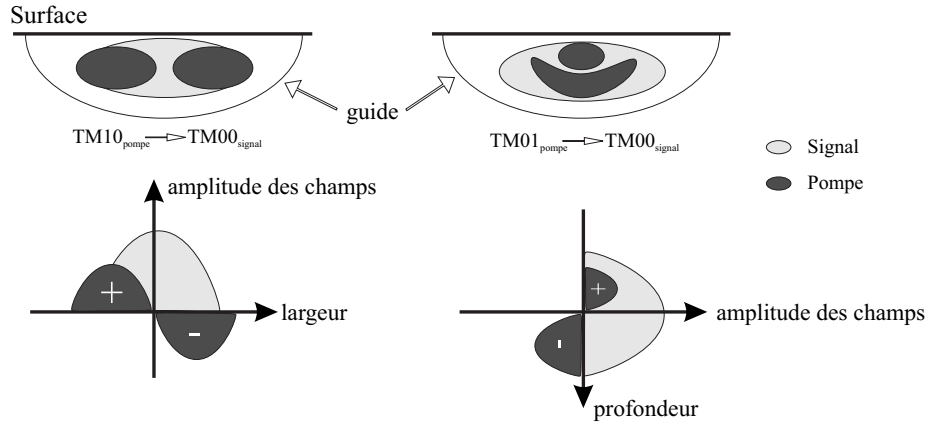 Surface
guide
TM10pompe → TM00signal
TM01pompe → TM00signal
Signal
Pompe
amplitude des champs
+
-
largeur
+
-
amplitude des champs
profondeur